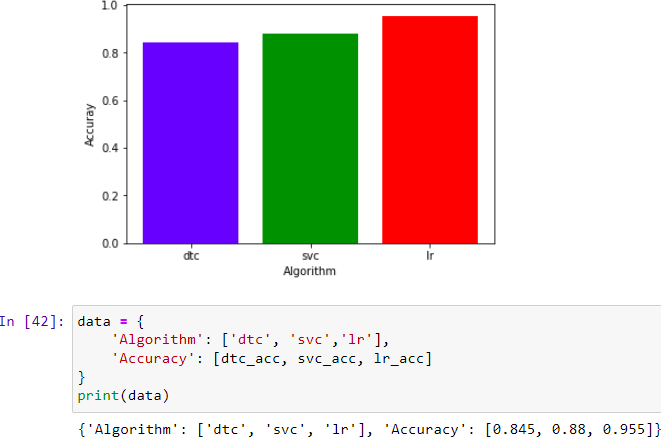 1.0
0.8
0.6
0.4
0.2
0.0
Accuray
dtc svc lr
Algorithm
In [42]: data = {
    'Algorithm': ['dtc', 'svc','lr'],
    'Accuracy': [dtc_acc, svc_acc, lr_acc]
}
print(data)
{'Algorithm': ['dtc', 'svc', 'lr'], 'Accuracy': [0.845, 0.88, 0.955]}